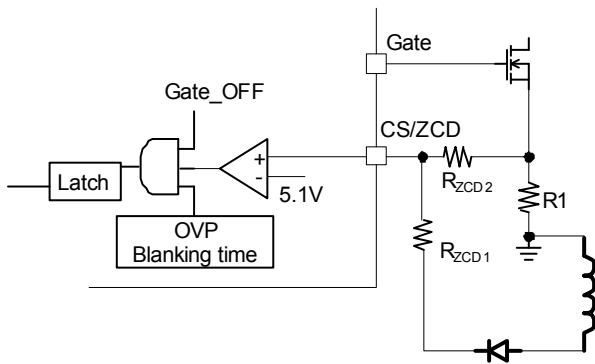 Gate
Gate_OFF
CS/ZCD
+
-
5.1V
Latch
OVP
Blanking time
RZCD2
R1
RZCD1